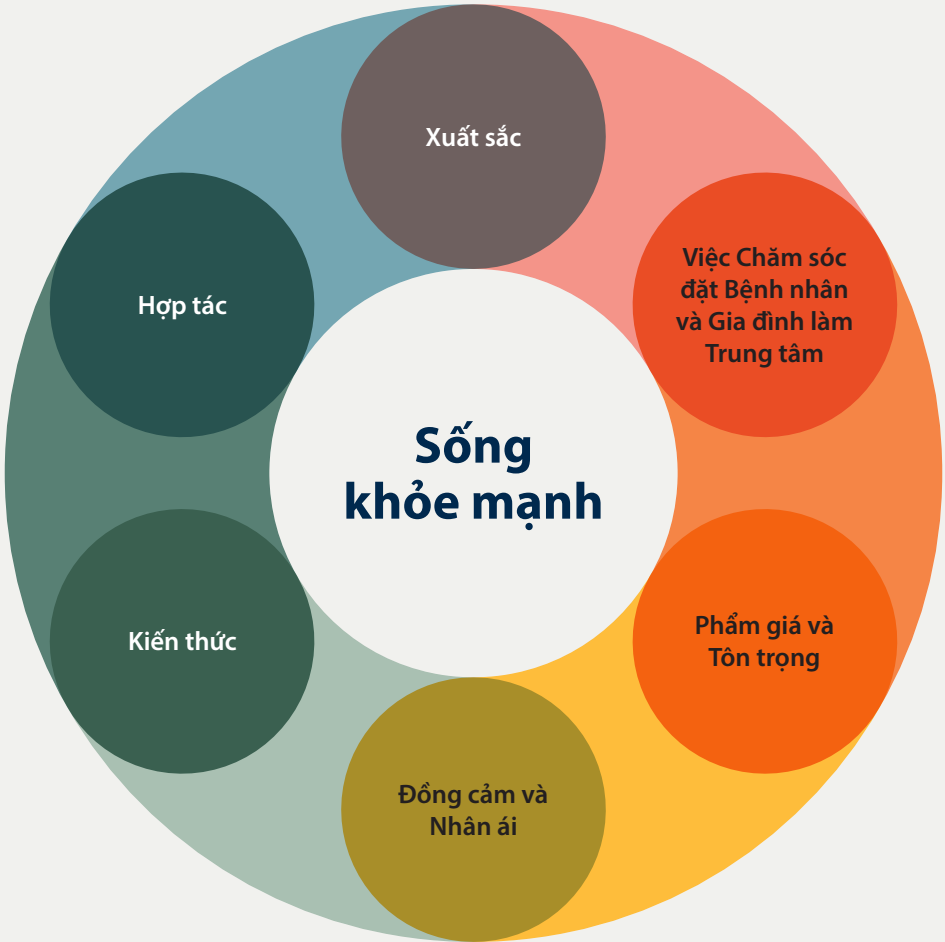 Xuất sắc
Việc Chăm sóc
đặt Bệnh nhân
và Gia đình làm
Trung tâm
Hợp tác
Sống
khỏe mạnh
Phẩm giá và
Tôn trọng
Kiến thức
Đồng cảm và
Nhân ái